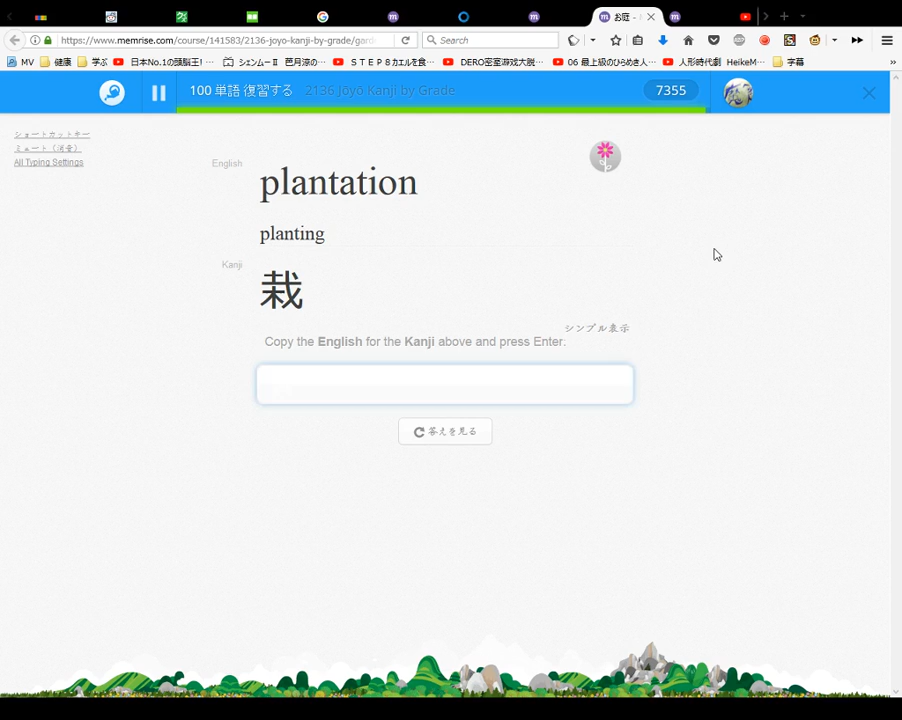 お庭 -
https://www.memrise.com/course/141583/2136-joyo-kanji-by-grade/gard
Search
MV 健康 学ぶ 日本No.1の頭脳王! … シェンムーⅡ 芭月涼の… ＳＴＥＰ８カエルを食… DERO密室游戏大脱… 06 最上級のひらめき人… 人形時代劇 HeikeM… 字幕
100 単語 復習する 2136 Jōyō Kanji by Grade 7355
ショートカットキー
ミュート（消音）
All Typing Settings
English
plantation
planting
Kanji
栽
シンプル表示
Copy the English for the Kanji above and press Enter.
答えを見る